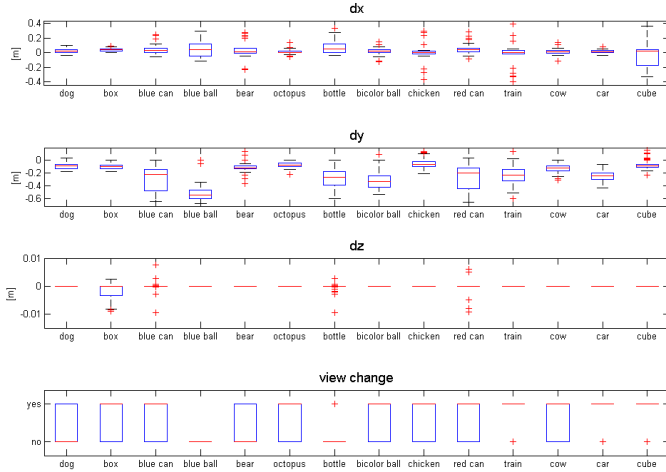 dx
0.4
0.2
0
-0.2
-0.4
[m]
dog box blue can blue ball bear octopus bottle bicolor ball chicken red can train cow car cube
dy
0
-0.2
-0.4
-0.6
[m]
dog box blue can blue ball bear octopus bottle bicolor ball chicken red can train cow car cube
dz
0.01
0
-0.01
[m]
dog box blue can blue ball bear octopus bottle bicolor ball chicken red can train cow car cube
view change
yes
no
dog box blue can blue ball bear octopus bottle bicolor ball chicken red can train cow car cube